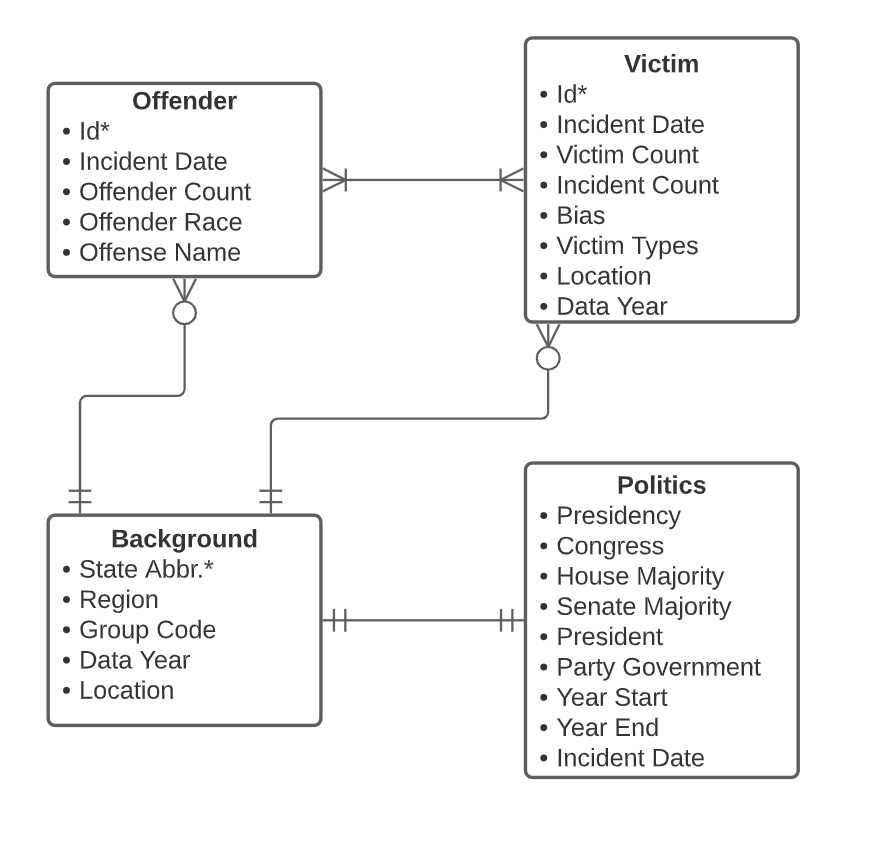 Offender
• Id*
• Incident Date
• Offender Count
• Offender Race
• Offense Name
Victim
• Id*
• Incident Date
• Victim Count
• Incident Count
• Bias
• Victim Types
• Location
• Data Year
Background
• State Abbr.*
• Region
• Group Code
• Data Year
• Location
Politics
• Presidency
• Congress
• House Majority
• Senate Majority
• President
• Party Government
• Year Start
• Year End
• Incident Date